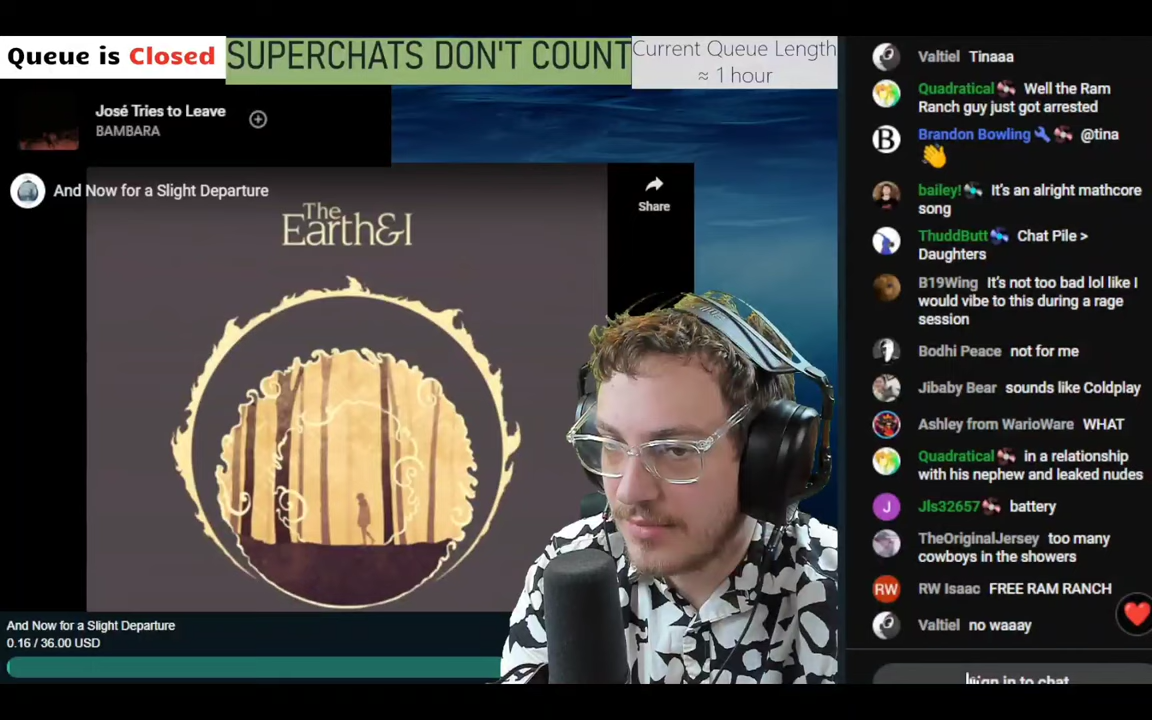 Queue is Closed
SUPERCHATS DON'T COUNT
Current Queue Length
≈ 1 hour
José Tries to Leave
BAMBARA
And Now for a Slight Departure
Share
The
Earth&I
And Now for a Slight Departure
0.16 / 36.00 USD
Valtiel Tinaaa
Quadratical Well the Ram
Ranch guy just got arrested
Brandon Bowling @tina
bailey! It's an alright mathcore
song
ThuddButt Chat Pile >
Daughters
B19Wing It's not too bad lol like I
would vibe to this during a rage
session
Bodhi Peace not for me
Jibaby Bear sounds like Coldplay
Ashley from WarioWare WHAT
Quadratical in a relationship
with his nephew and leaked nudes
Jls32657 battery
TheOriginalJersey too many
cowboys in the showers
RW Isaac FREE RAM RANCH
Valtiel no waaay
Sign in to chat